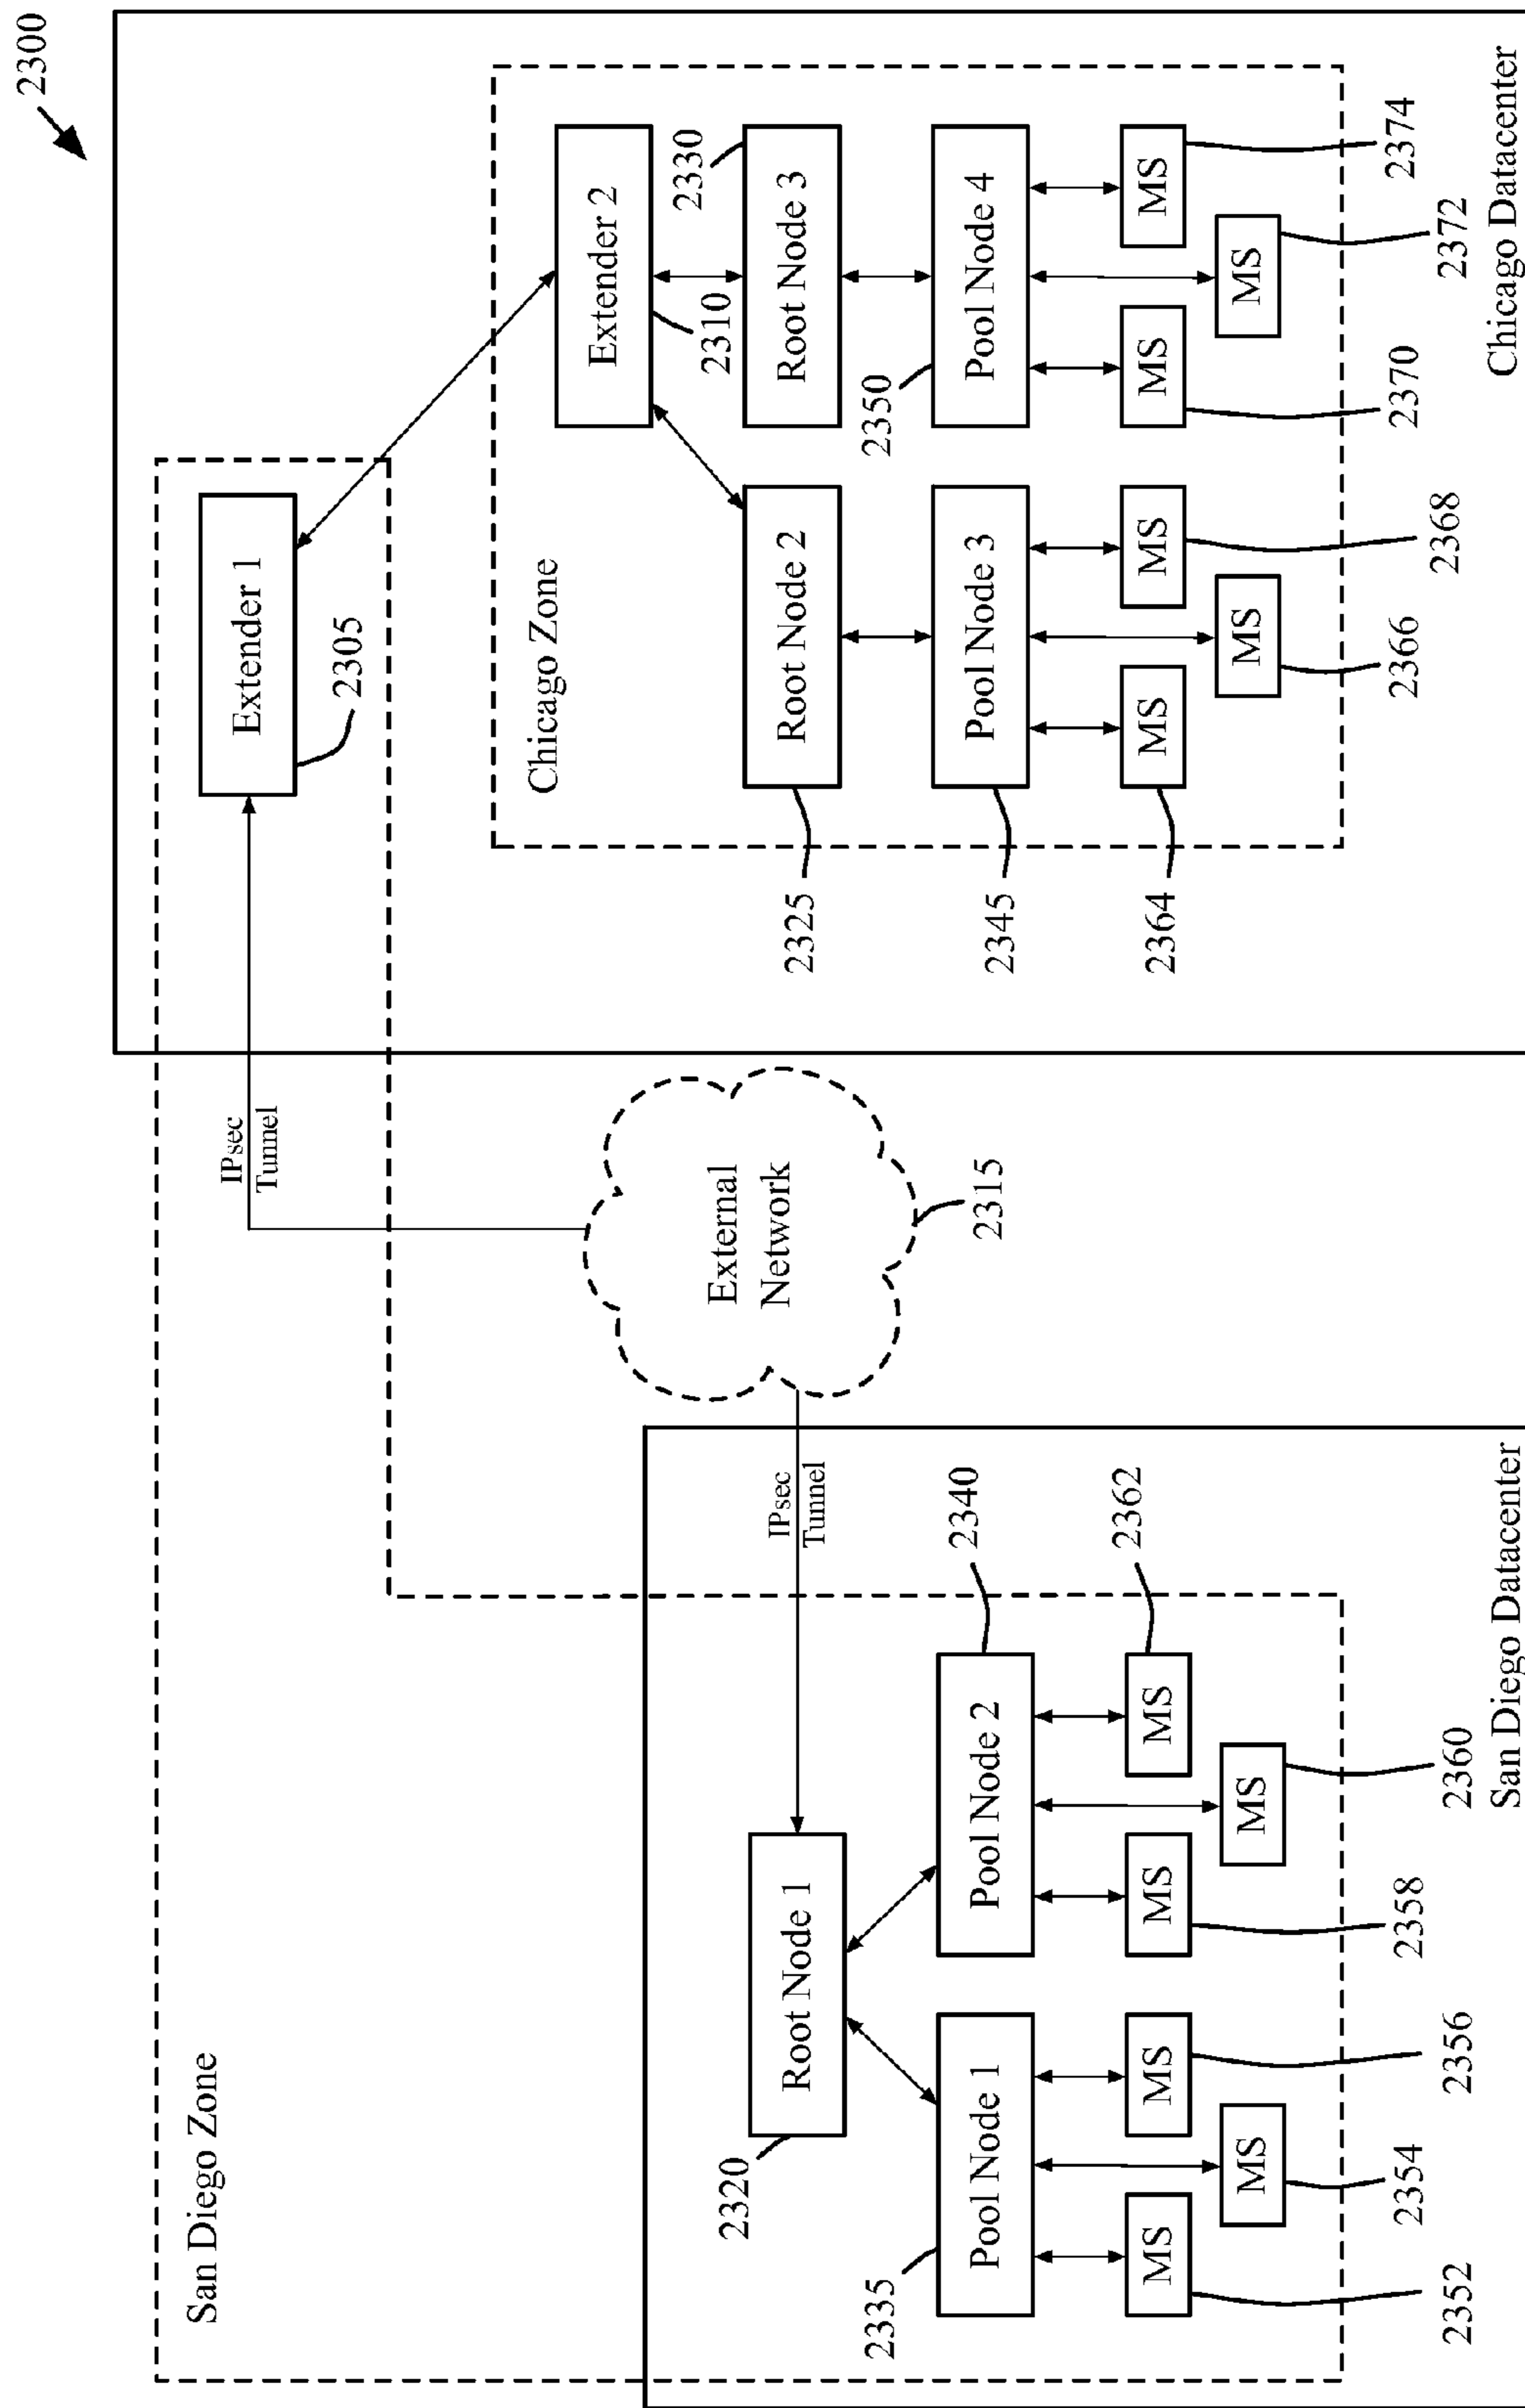 2300
San Diego Zone
IPsec
Tunnel
Extender 1
2305
Chicago Zone
Extender 2
2310
2330
External
Network
2315
2320
Root Node 1
IPsec
Tunnel
2325
Root Node 2
Root Node 3
2335
Pool Node 1
Pool Node 2
2340
2345
Pool Node 3
2350
Pool Node 4
MS
MS
MS
MS
MS
MS
2362
2364
MS
MS
MS
MS
MS
MS
2352
2354
2356
2358
2360
2366
2368
2370
2372
2374
San Diego Datacenter
Chicago Datacenter